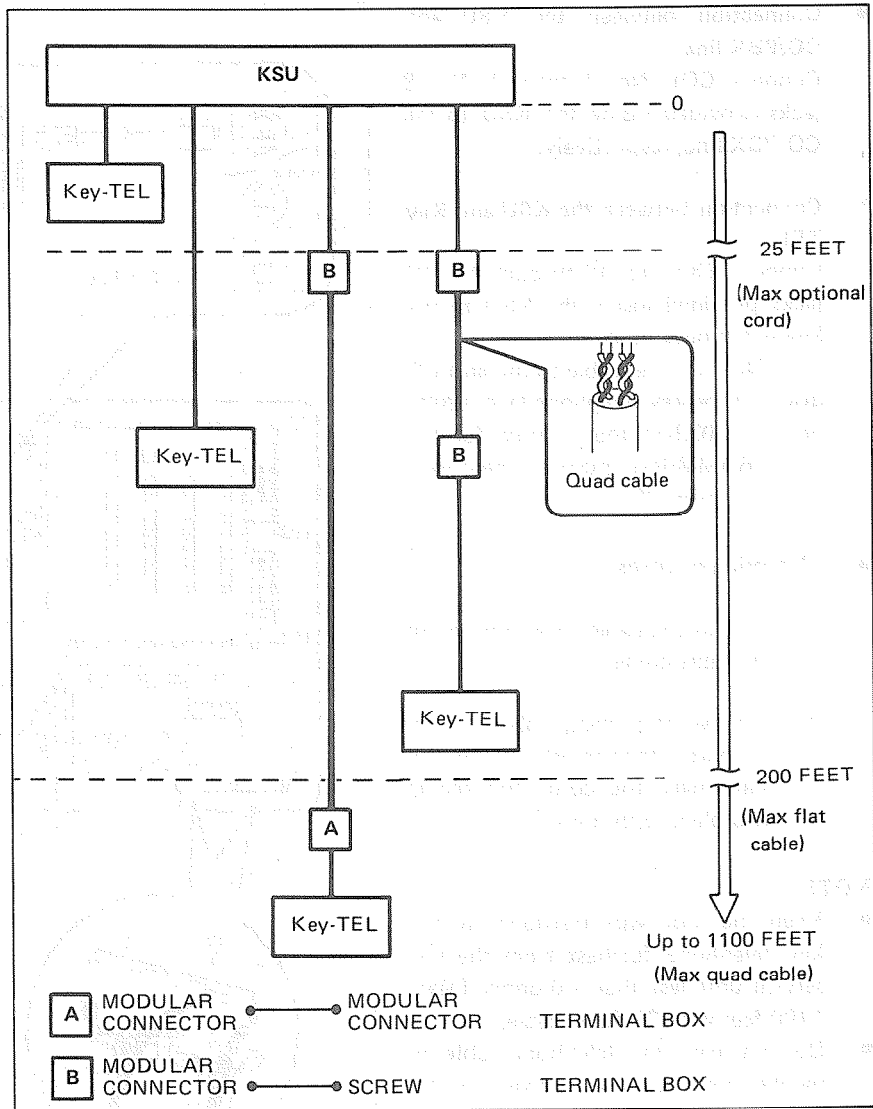 KSU
0
Key-TEL
25 FEET
B
B
(Max optional
cord)
Key-TEL
B
Quad cable
Key-TEL
200 FEET
A
(Max flat
cable)
Key-TEL
Up to 1100 FEET
(Max quad cable)
A MODULAR CONNECTOR MODULAR CONNECTOR TERMINAL BOX
B MODULAR CONNECTOR SCREW TERMINAL BOX